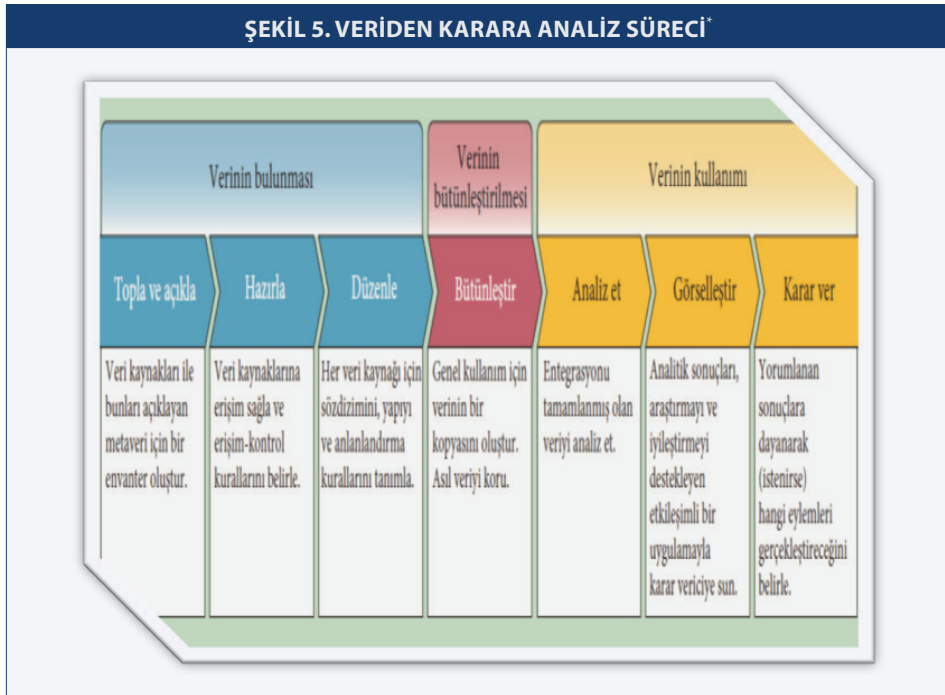 ŞEKİL 5. VERİDEN KARARA ANALİZ SÜRECİ*
Verinin bulunması
Verinin
bütünleştirilmesi
Verinin kullanımı
Topla ve açıkla
Hazırla
Düzenle
Bütünleştir
Analiz et
Görselleştir
Karar ver
Veri kaynakları ile
bunları açıklayan
metaveri için bir
envanter oluştur.
Veri kaynaklarına
erişim sağla ve
erişim-kontrol
kurallarını belirle.
Her veri kaynağı için
sözdizimini, yapıyı
ve anlanlandırma
kurallarını tanımla.
Genel kullanım için
verinin bir
kopyasını oluştur.
Asıl veriyi koru.
Entegrasyonu
tamamlanmış olan
veriyi analiz et.
Analitik sonuçları,
araştırmayı ve
iyileştirmeyi
destekleyen
etkileşimli bir
uygulamayla
karar vericiye sun.
Yorumlanan
sonuçlara
dayanarak
(istenirse)
hangi eylemleri
gerçekleştireceğini
belirle.